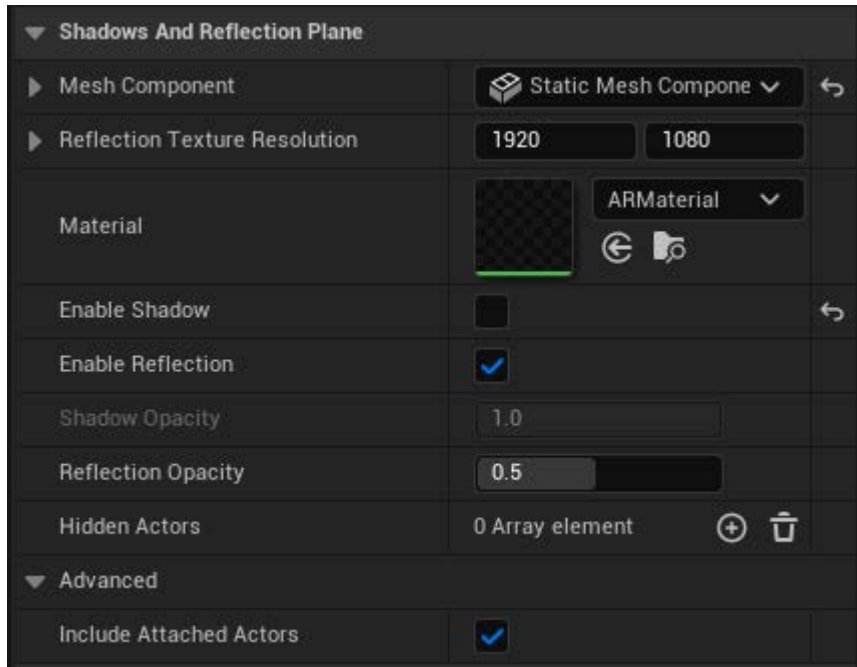 Shadows And Reflection Plane
Mesh Component Static Mesh Compone
Reflection Texture Resolution 1920 1080
Material ARMaterial
Enable Shadow
Enable Reflection
Shadow Opacity 1.0
Reflection Opacity 0.5
Hidden Actors 0 Array element
Advanced
Include Attached Actors